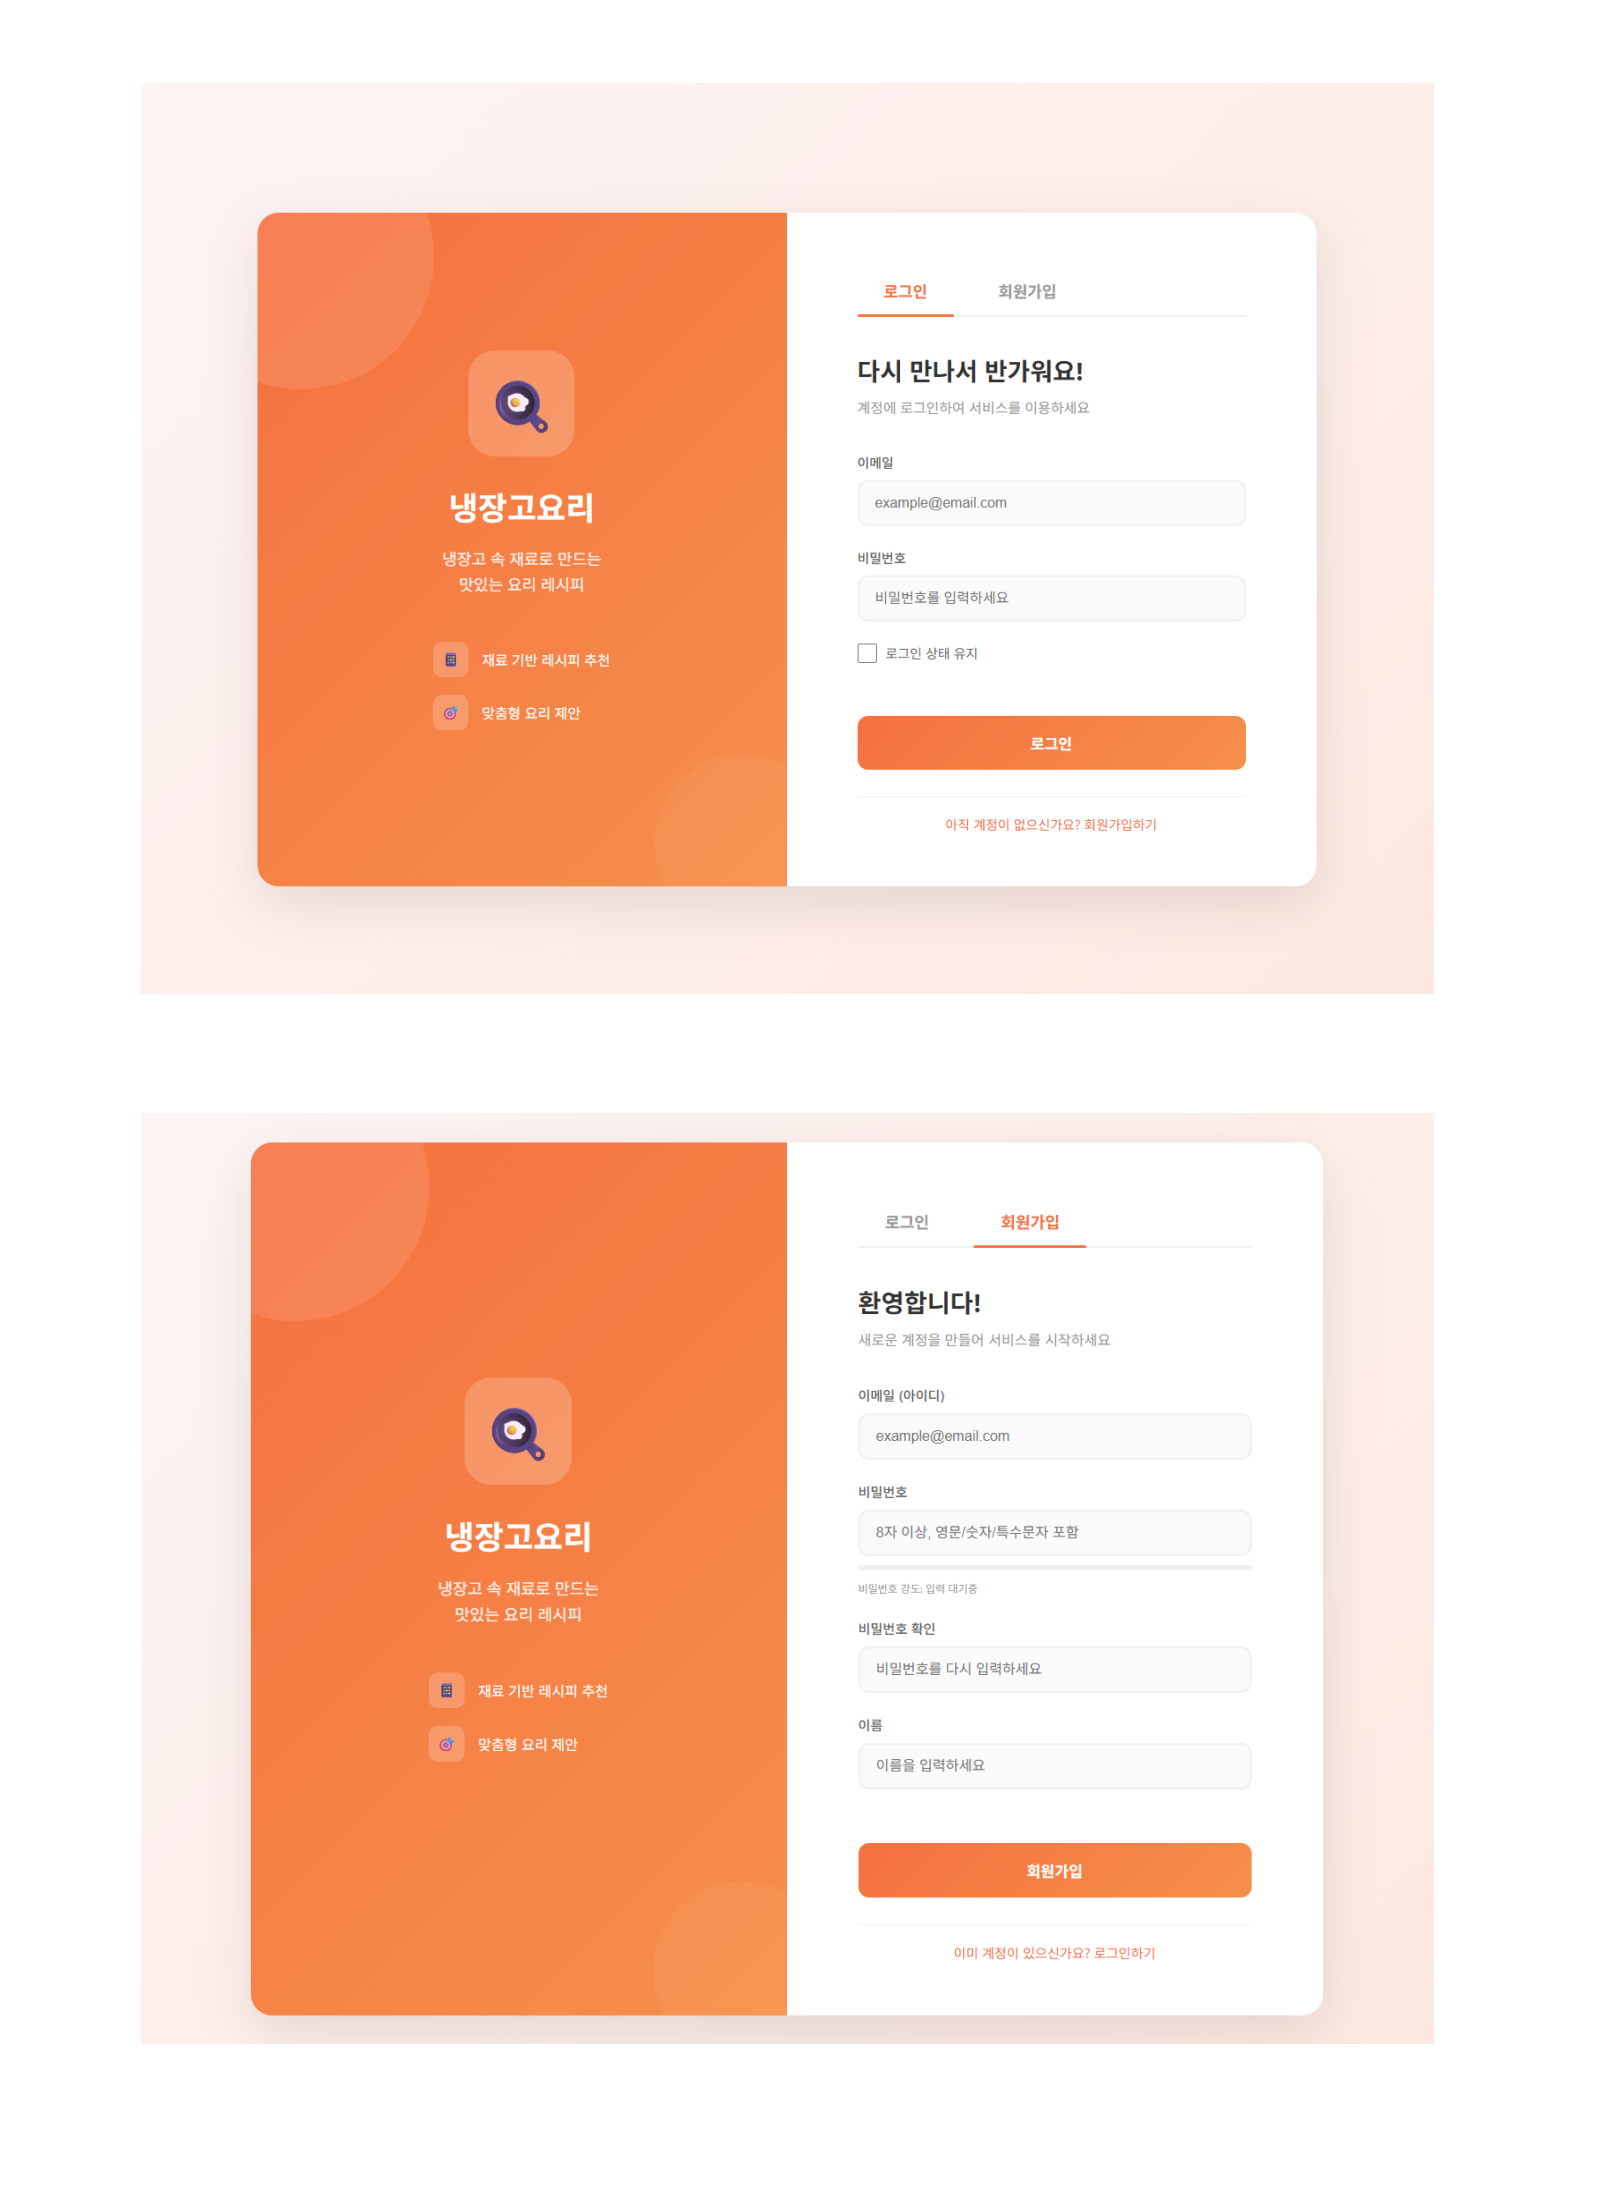 냉장고요리
냉장고 속 재료로 만드는
맛있는 요리 레시피
재료 기반 레시피 추천
맞춤형 요리 제안
로그인 회원가입
다시 만나서 반가워요!
계정에 로그인하여 서비스를 이용하세요
이메일
example@email.com
비밀번호
비밀번호를 입력하세요
로그인 상태 유지
로그인
아직 계정이 없으신가요? 회원가입하기
냉장고요리
냉장고 속 재료로 만드는
맛있는 요리 레시피
재료 기반 레시피 추천
맞춤형 요리 제안
로그인 회원가입
환영합니다!
새로운 계정을 만들어 서비스를 시작하세요
이메일 (아이디)
example@email.com
비밀번호
8자 이상, 영문/숫자/특수문자 포함
비밀번호 강도: 입력 대기중
비밀번호 확인
비밀번호를 다시 입력하세요
이름
이름을 입력하세요
회원가입
이미 계정이 있으신가요? 로그인하기